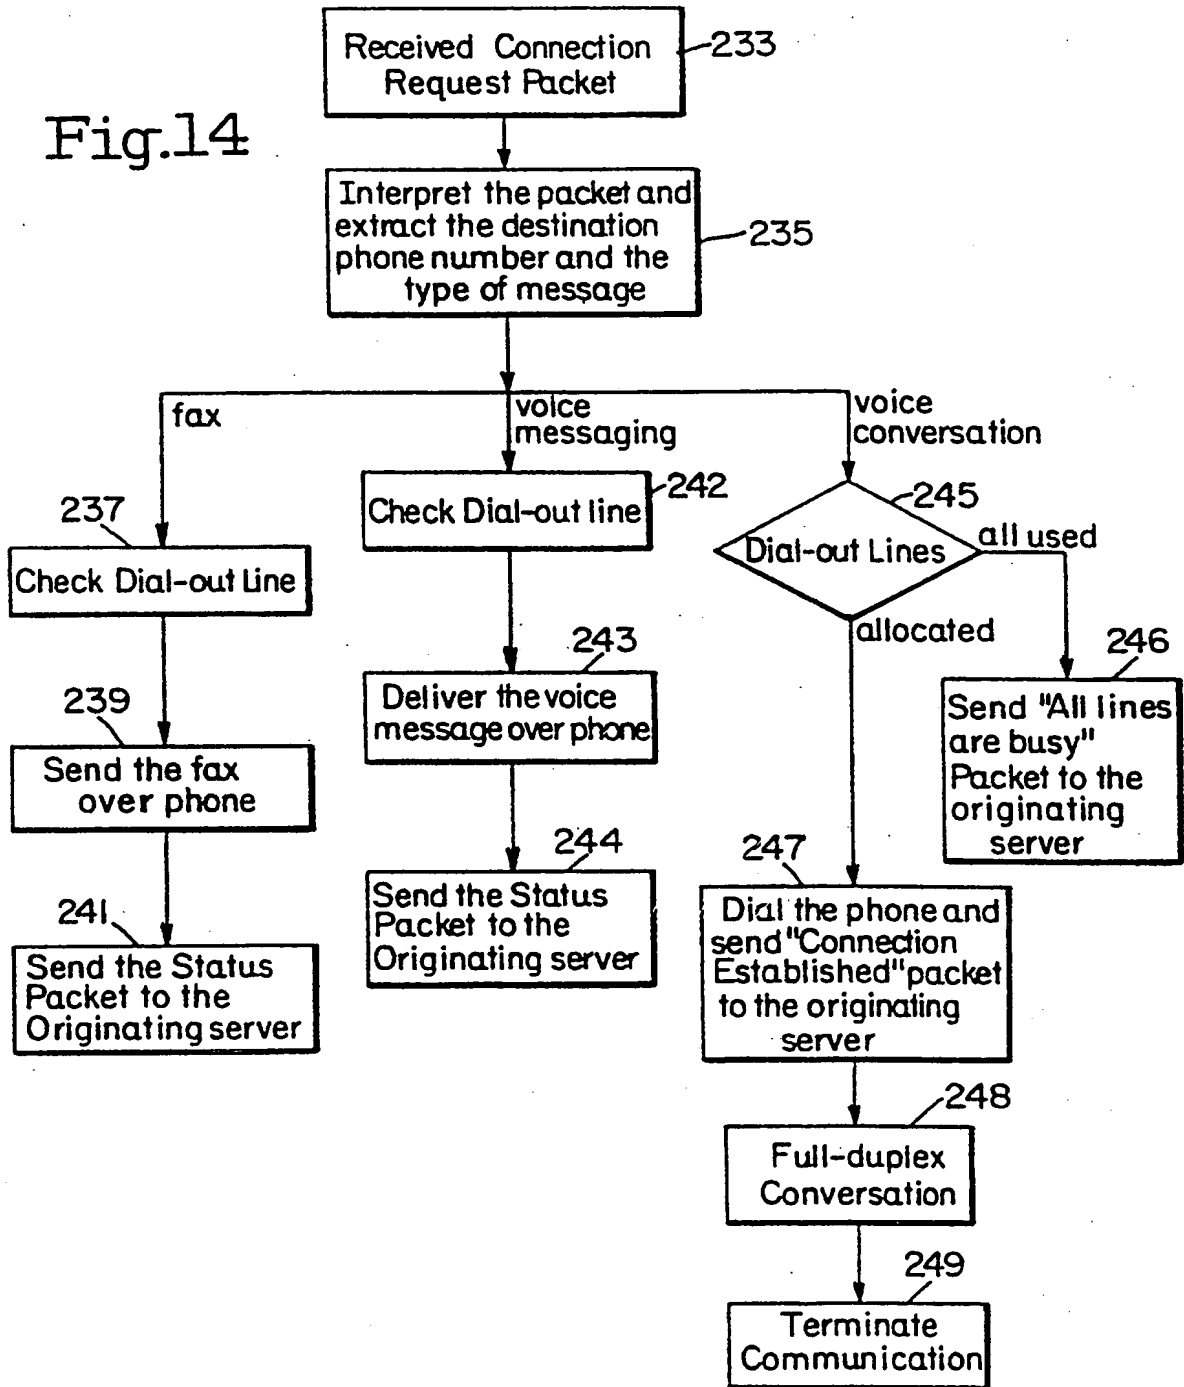 Fig.14
Received Connection
Request Packet
233
Interpret the packet and
extract the destination
phone number and the
type of message
235
fax
voice
messaging
voice
conversation
237
Check Dial-out Line
239
Send the fax
over phone
241
Send the Status
Packet to the
Originating server
242
Check Dial-out line
243
Deliver the voice
message over phone
244
Send the Status
Packet to the
Originating server
245
Dial-out Lines
all used
allocated
246
Send "All lines
are busy"
Packet to the
originating
server
247
Dial the phone and
send "Connection
Established" packet
to the originating
server
248
Full-duplex
Conversation
249
Terminate
Communication